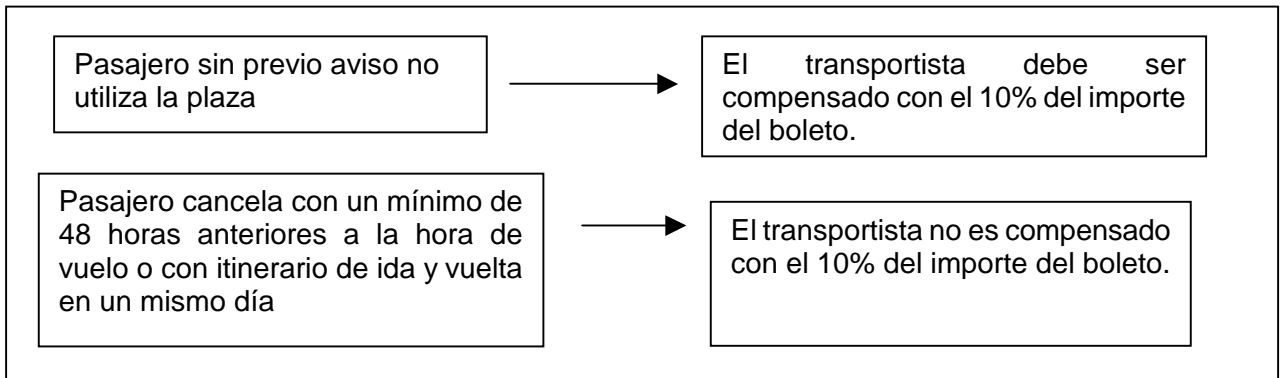 Pasajero sin previo aviso no
utiliza la plaza
El transportista debe ser
compensado con el 10% del importe
del boleto.
Pasajero cancela con un mínimo de
48 horas anteriores a la hora de
vuelo o con itinerario de ida y vuelta
en un mismo día
El transportista no es compensado
con el 10% del importe del boleto.